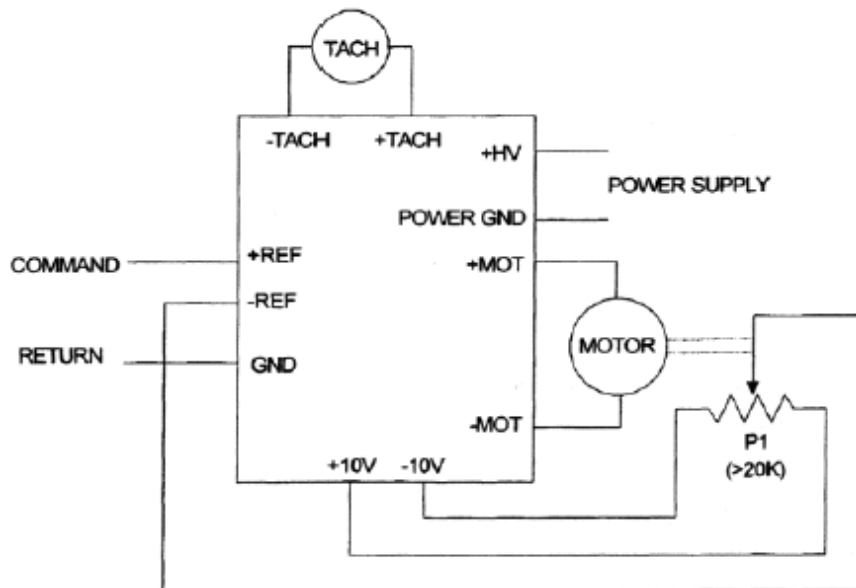 TACH
-TACH
+TACH
+HV
POWER SUPPLY
POWER GND
COMMAND
+REF
+MOT
-REF
MOTOR
RETURN
GND
-MOT
P1
(>20K)
+10V
-10V